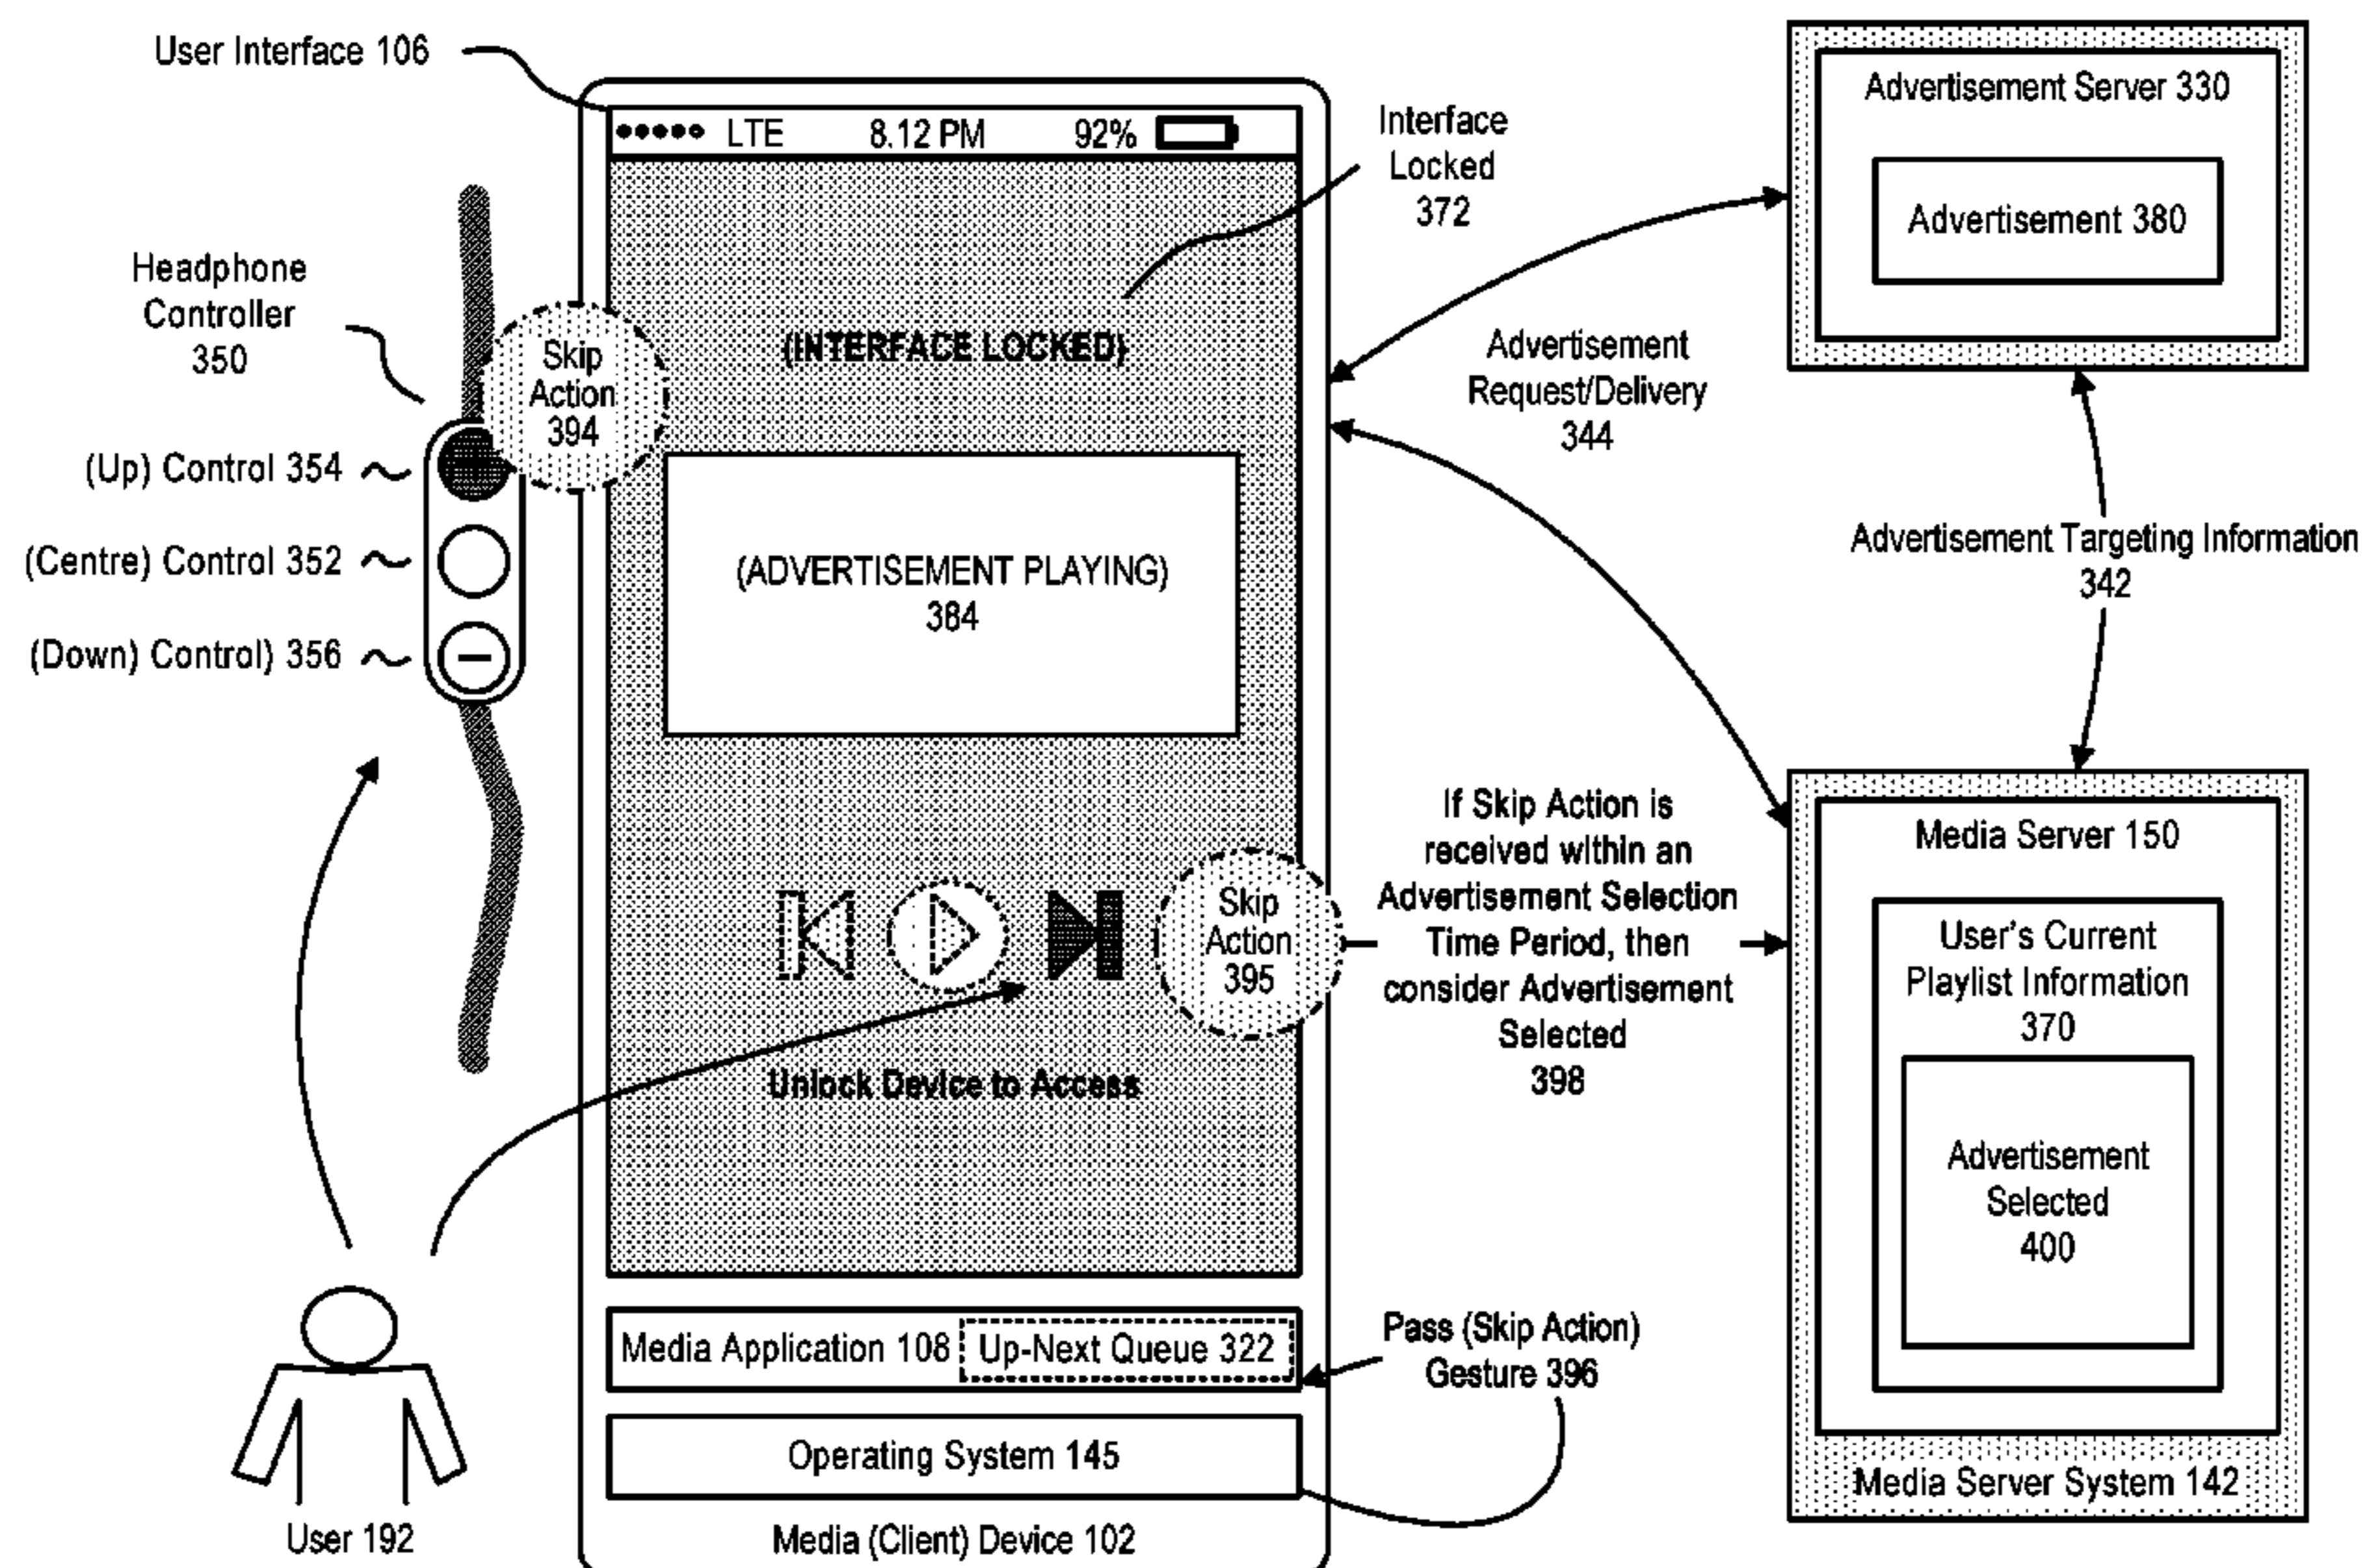 User Interface 106
LTE 8.12 PM 92%
Interface
Locked
372
Advertisement Server 330
Advertisement 380
Headphone
Controller
350
Skip
Action
394
(INTERFACE LOCKED)
Advertisement
Request/Delivery
344
(Up) Control 354
(Centre) Control 352
(Down) Control) 356
(ADVERTISEMENT PLAYING)
384
Advertisement Targeting Information
342
If Skip Action is
received within an
Advertisement Selection
Time Period, then
consider Advertisement
Selected
398
Skip
Action
395
Unlock Device to Access
Media Server 150
User's Current
Playlist Information
370
Advertisement
Selected
400
Media Server System 142
Media Application 108 Up-Next Queue 322
Pass (Skip Action)
Gesture 396
Operating System 145
Media (Client) Device 102
User 192